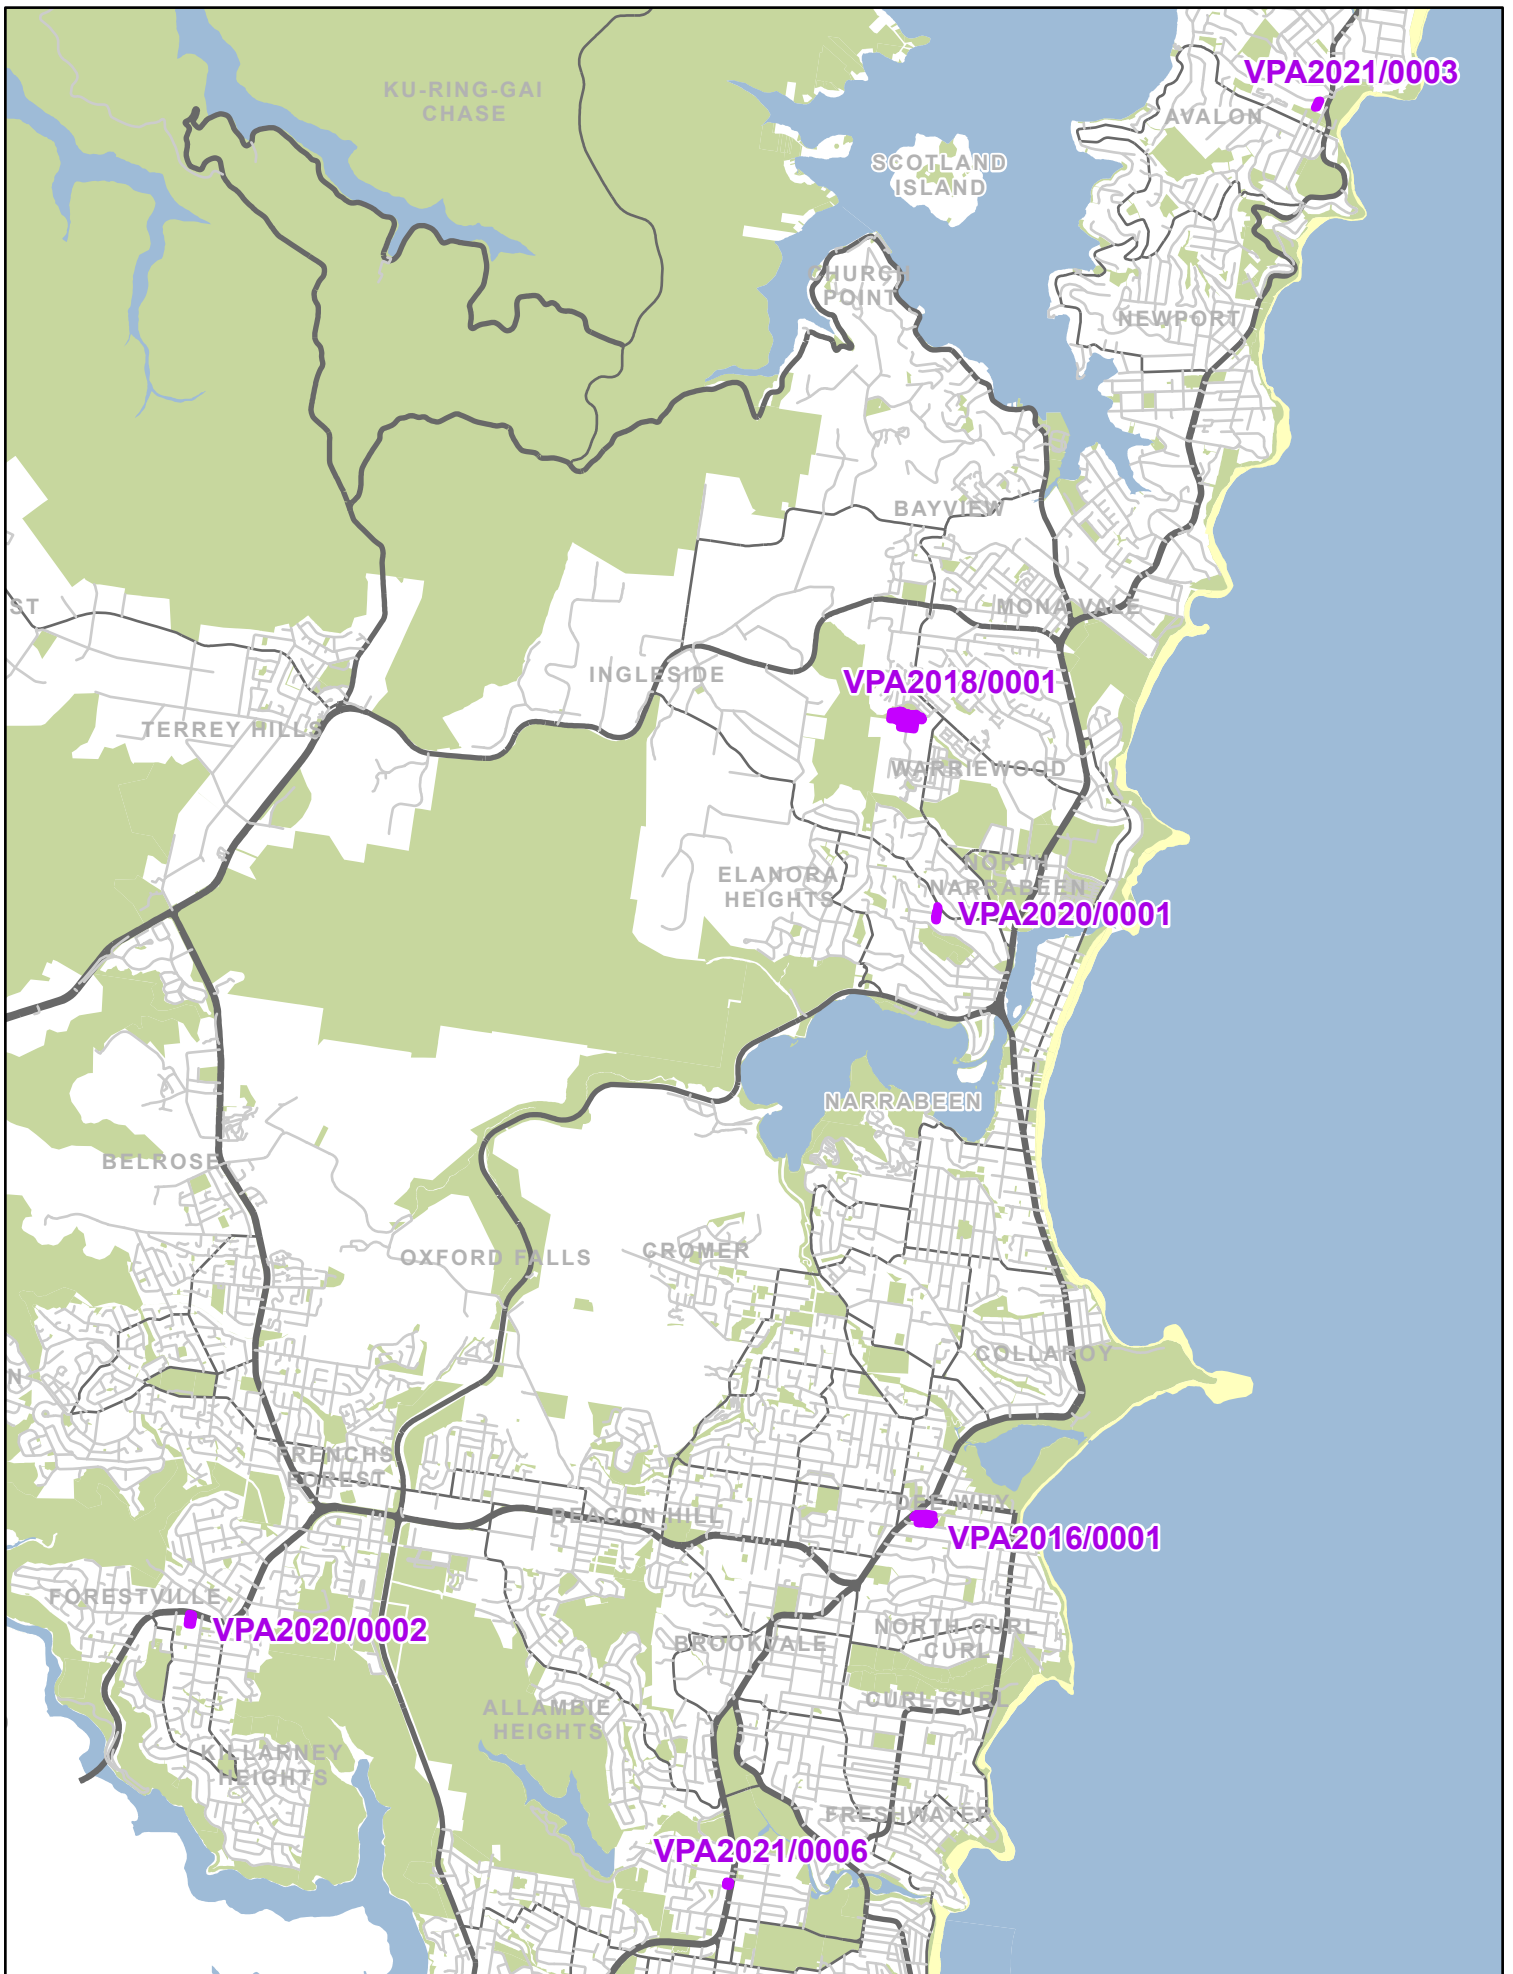 KU-RING-GAI
CHASE
VPA2021/0003
AVALON
SCOTLAND
ISLAND
CHURCH
POINT
NEWPORT
BAYVIEW
ST
MONA VALE
INGLESIDE
VPA2018/0001
TERREY HILLS
WARRIEWOOD
NORTH
NARRABEEN
ELANORA
HEIGHTS
VPA2020/0001
NARRABEEN
BELROSE
OXFORD FALLS
CROMER
COLLAROY
N
FRENCHS
FOREST
DEE WHY
BEACON HILL
VPA2016/0001
FORESTVILLE
VPA2020/0002
NORTH CURL
CURL
BROOKVALE
CURL CURL
ALLAMBIE
HEIGHTS
KILLARNEY
HEIGHTS
FRESHWATER
VPA2021/0006